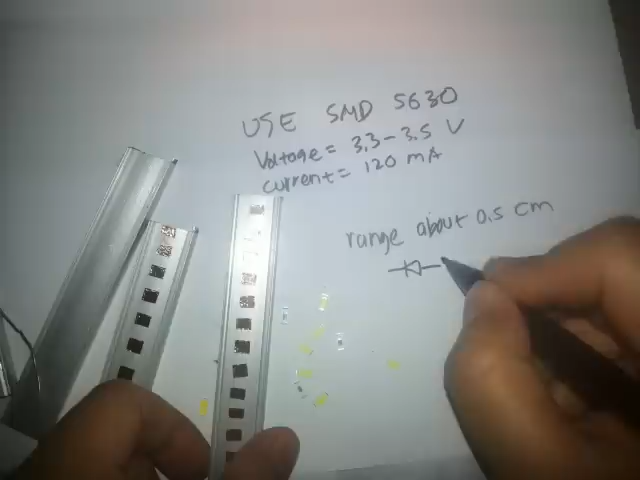 USE SMD 5630
Voltage = 3.3-3.5 V
current = 120 mA
range about 0.5 cm